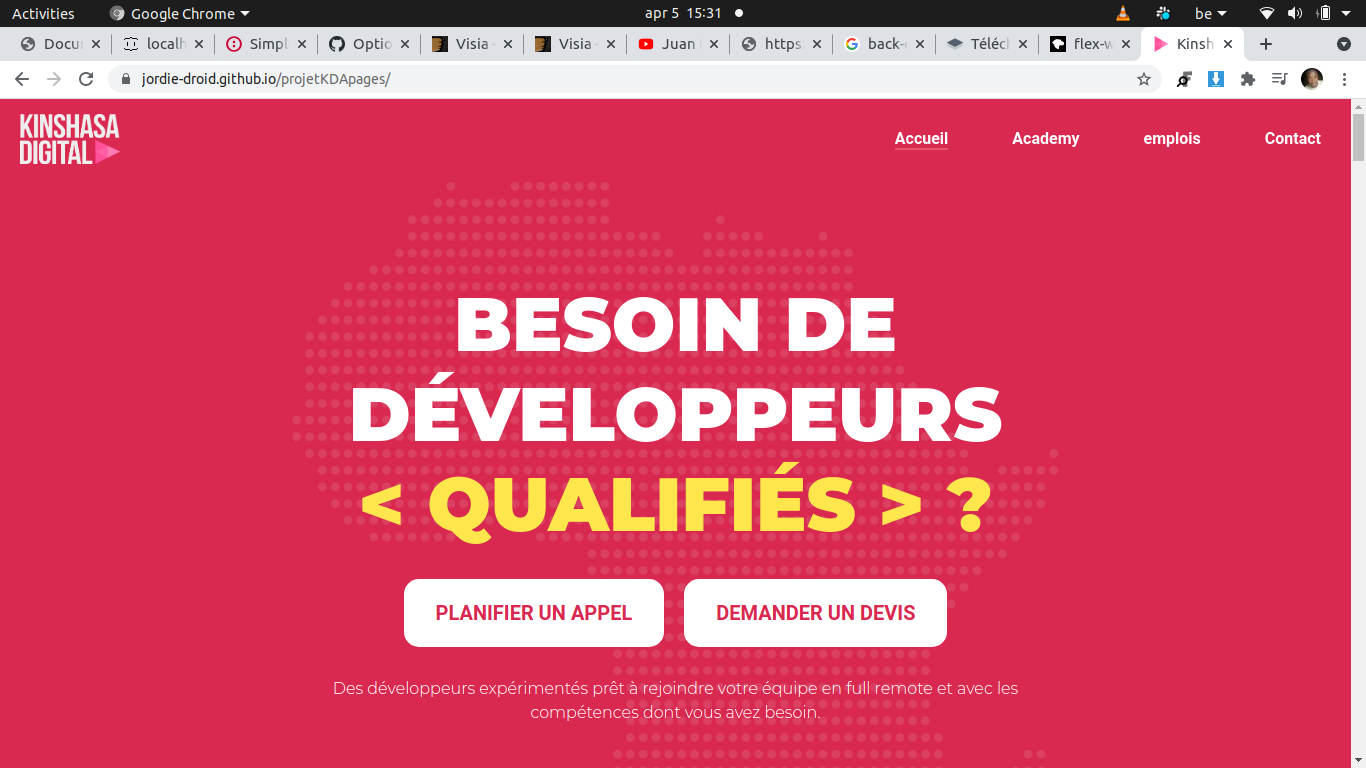 Activities Google Chrome apr 5 15:31 be
Docu localh Simpl Optio Visia Visia Juan https: back- Téléch flex-w Kinsh
jordie-droid.github.io/projetKDApages/
KINSHASA
DIGITAL
Accueil Academy emplois Contact
BESOIN DE
DÉVELOPPEURS
< QUALIFIÉS > ?
PLANIFIER UN APPEL DEMANDER UN DEVIS
Des développeurs expérimentés prêt à rejoindre votre équipe en full remote et avec les
compétences dont vous avez besoin.